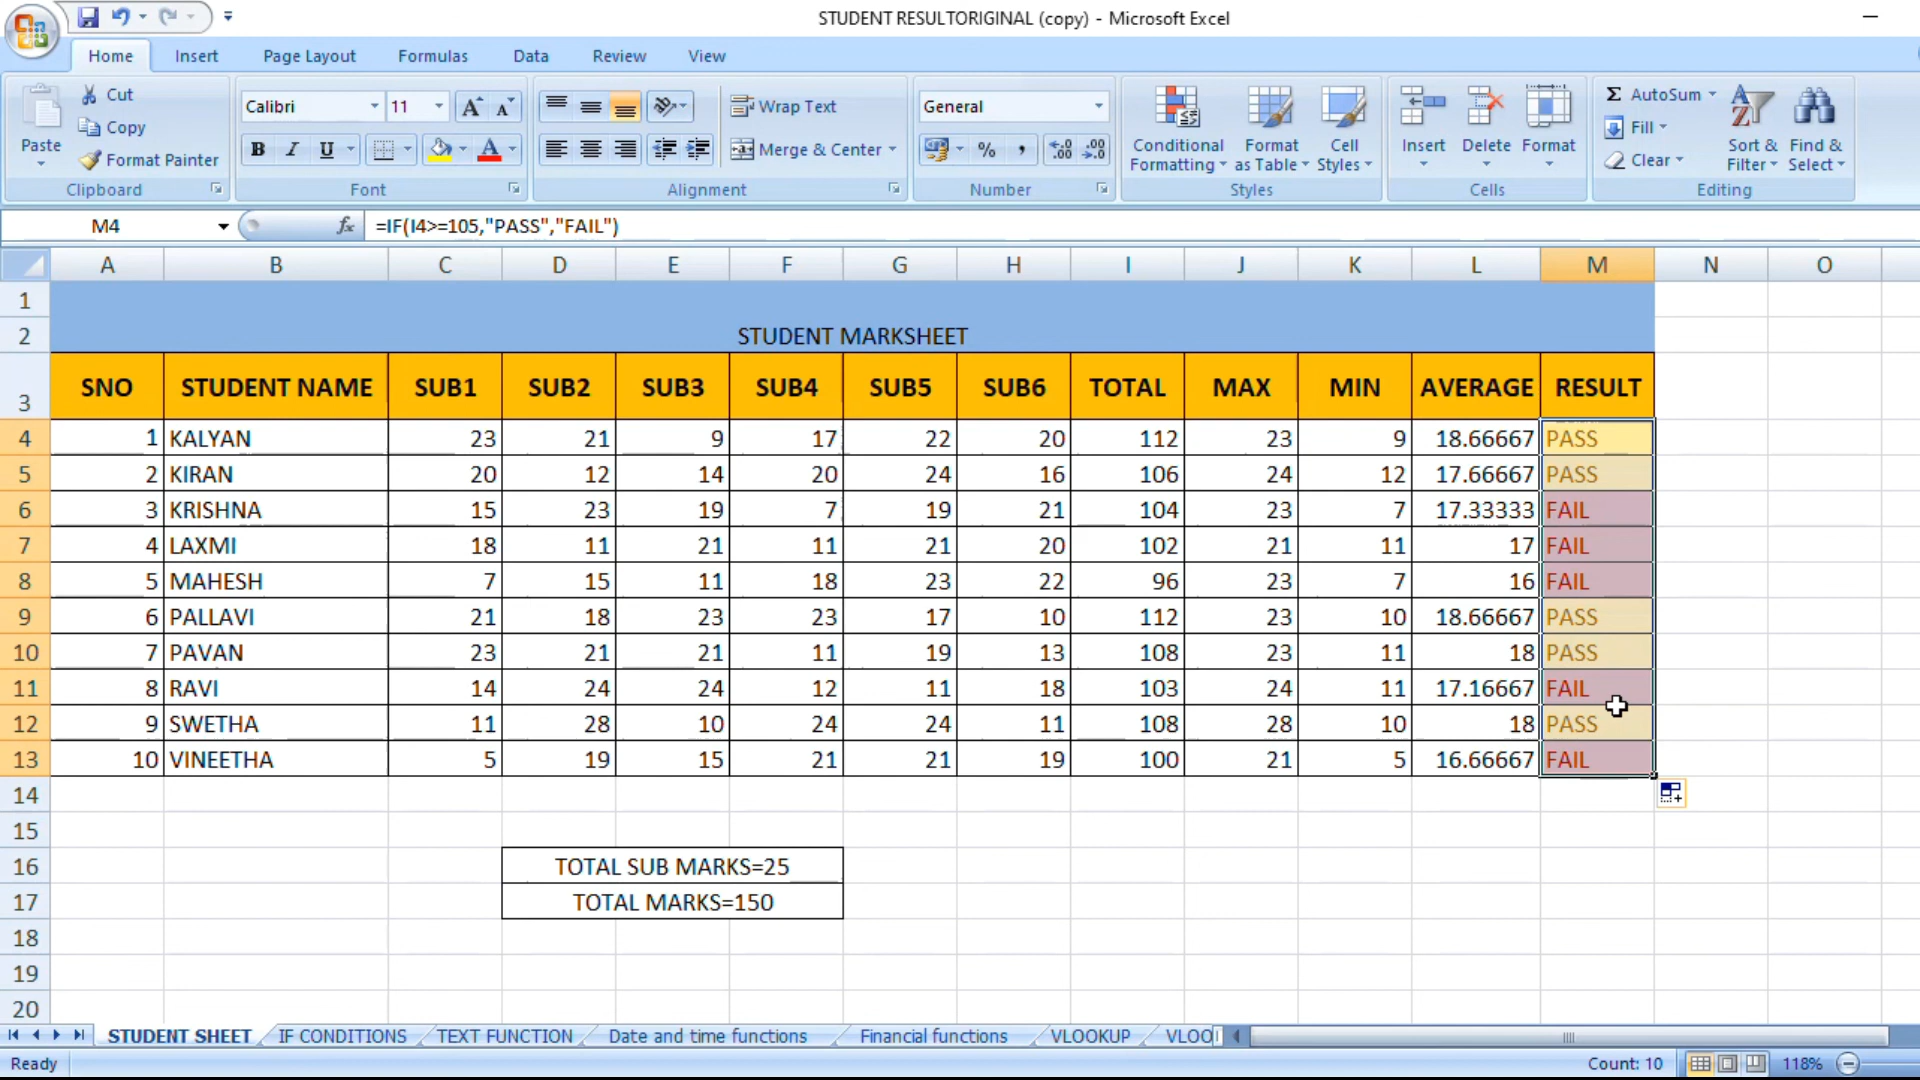 STUDENT RESULTORIGINAL (copy) - Microsoft Excel
Home Insert Page Layout Formulas Data Review View
Paste Cut Copy Format Painter Clipboard
Calibri 11 A A B I U A Font
Wrap Text Merge & Center Alignment
General % , .0 .00 .00 .0 Number
Conditional Formatting Format as Table Cell Styles Styles
Insert Delete Format Cells
Σ AutoSum Fill Clear Sort & Filter Find & Select Editing
M4 fx =IF(I4>=105,"PASS","FAIL")
A B C D E F G H I J K L M N O
1
2 STUDENT MARKSHEET
3 SNO STUDENT NAME SUB1 SUB2 SUB3 SUB4 SUB5 SUB6 TOTAL MAX MIN AVERAGE RESULT
4 1 KALYAN 23 21 9 17 22 20 112 23 9 18.66667 PASS
5 2 KIRAN 20 12 14 20 24 16 106 24 12 17.66667 PASS
6 3 KRISHNA 15 23 19 7 19 21 104 23 7 17.33333 FAIL
7 4 LAXMI 18 11 21 11 21 20 102 21 11 17 FAIL
8 5 MAHESH 7 15 11 18 23 22 96 23 7 16 FAIL
9 6 PALLAVI 21 18 23 23 17 10 112 23 10 18.66667 PASS
10 7 PAVAN 23 21 21 11 19 13 108 23 11 18 PASS
11 8 RAVI 14 24 24 12 11 18 103 24 11 17.16667 FAIL
12 9 SWETHA 11 28 10 24 24 11 108 28 10 18 PASS
13 10 VINEETHA 5 19 15 21 21 19 100 21 5 16.66667 FAIL
14
15
16 TOTAL SUB MARKS=25
17 TOTAL MARKS=150
18
19
20
STUDENT SHEET IF CONDITIONS TEXT FUNCTION Date and time functions Financial functions VLOOKUP VLOO
Ready Count: 10 118%